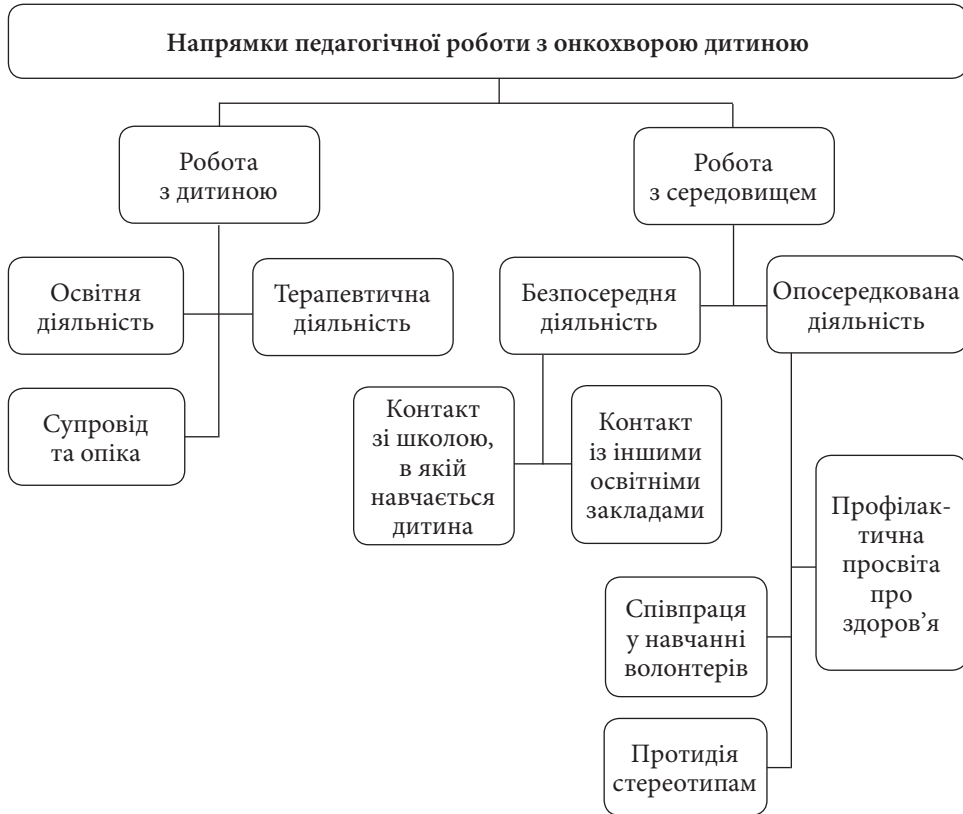 Напрямки педагогічної роботи з онкохворою дитиною
Робота
з дитиною
Робота
з середовищем
Освітня
діяльність
Терапевтична
діяльність
Безпосередня
діяльність
Опосередкована
діяльність
Супровід
та опіка
Контакт
зі школою,
в якій
навчається
дитина
Контакт
із іншими
освітніми
закладами
Профілак-
тична
просвіта
про
здоров’я
Співпраця
у навчанні
волонтерів
Протидія
стереотипам